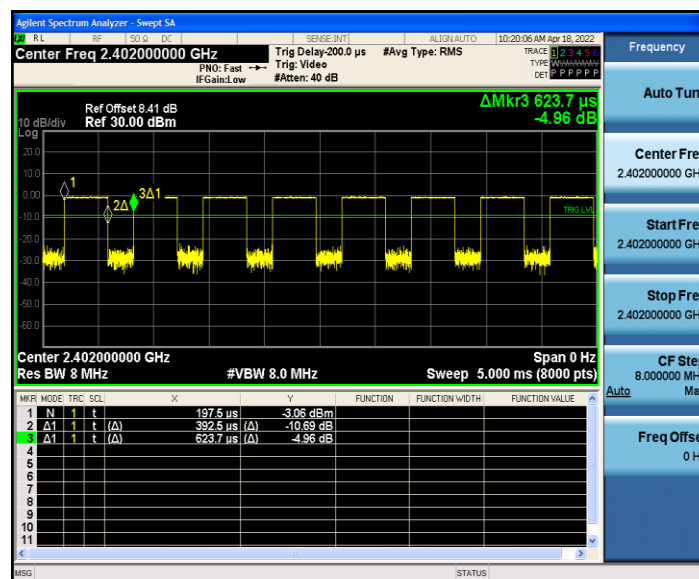 Agilent Spectrum Analyzer - Swept SA
RL RF 50 Ω DC SENSE:INT ALIGN AUTO 10:20:06 AM Apr 18, 2022
Center Freq 2.402000000 GHz
PNO: Fast
IFGain:Low
Trig Delay-200.0 µs
Trig: Video
#Atten: 40 dB
#Avg Type: RMS
TRACE 1 2 3 4 5 6
TYPE
DET P P P P P P
Ref Offset 8.41 dB
10 dB/div Ref 30.00 dBm
Log
ΔMkr3 623.7 µs
-4.96 dB
20.0
10.0
0.00
-10.0
-20.0
-30.0
-40.0
-50.0
-60.0
1
2Δ
3Δ1
TRIG LVL
Center 2.402000000 GHz Span 0 Hz
Res BW 8 MHz #VBW 8.0 MHz Sweep 5.000 ms (8000 pts)
MKR MODE TRC SCL X Y FUNCTION FUNCTION WIDTH FUNCTION VALUE
1 N 1 t 197.5 µs -3.06 dBm
2 Δ1 1 t (Δ) 392.5 µs (Δ) -10.69 dB
3 Δ1 1 t (Δ) 623.7 µs (Δ) -4.96 dB
4
5
6
7
8
9
10
11
MSG STATUS
Frequency
Auto Tun
Center Fre
2.402000000 GH
Start Fre
2.402000000 GH
Stop Fre
2.402000000 GH
CF Ste
8.000000 MH
Auto Ma
Freq Offse
0 H